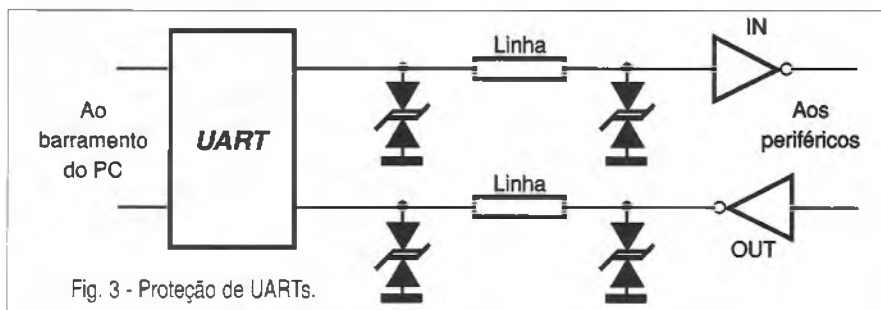 Ao
barramento
do PC
UART
Linha
IN
Aos
periféricos
Linha
OUT
Fig. 3 - Proteção de UARTs.